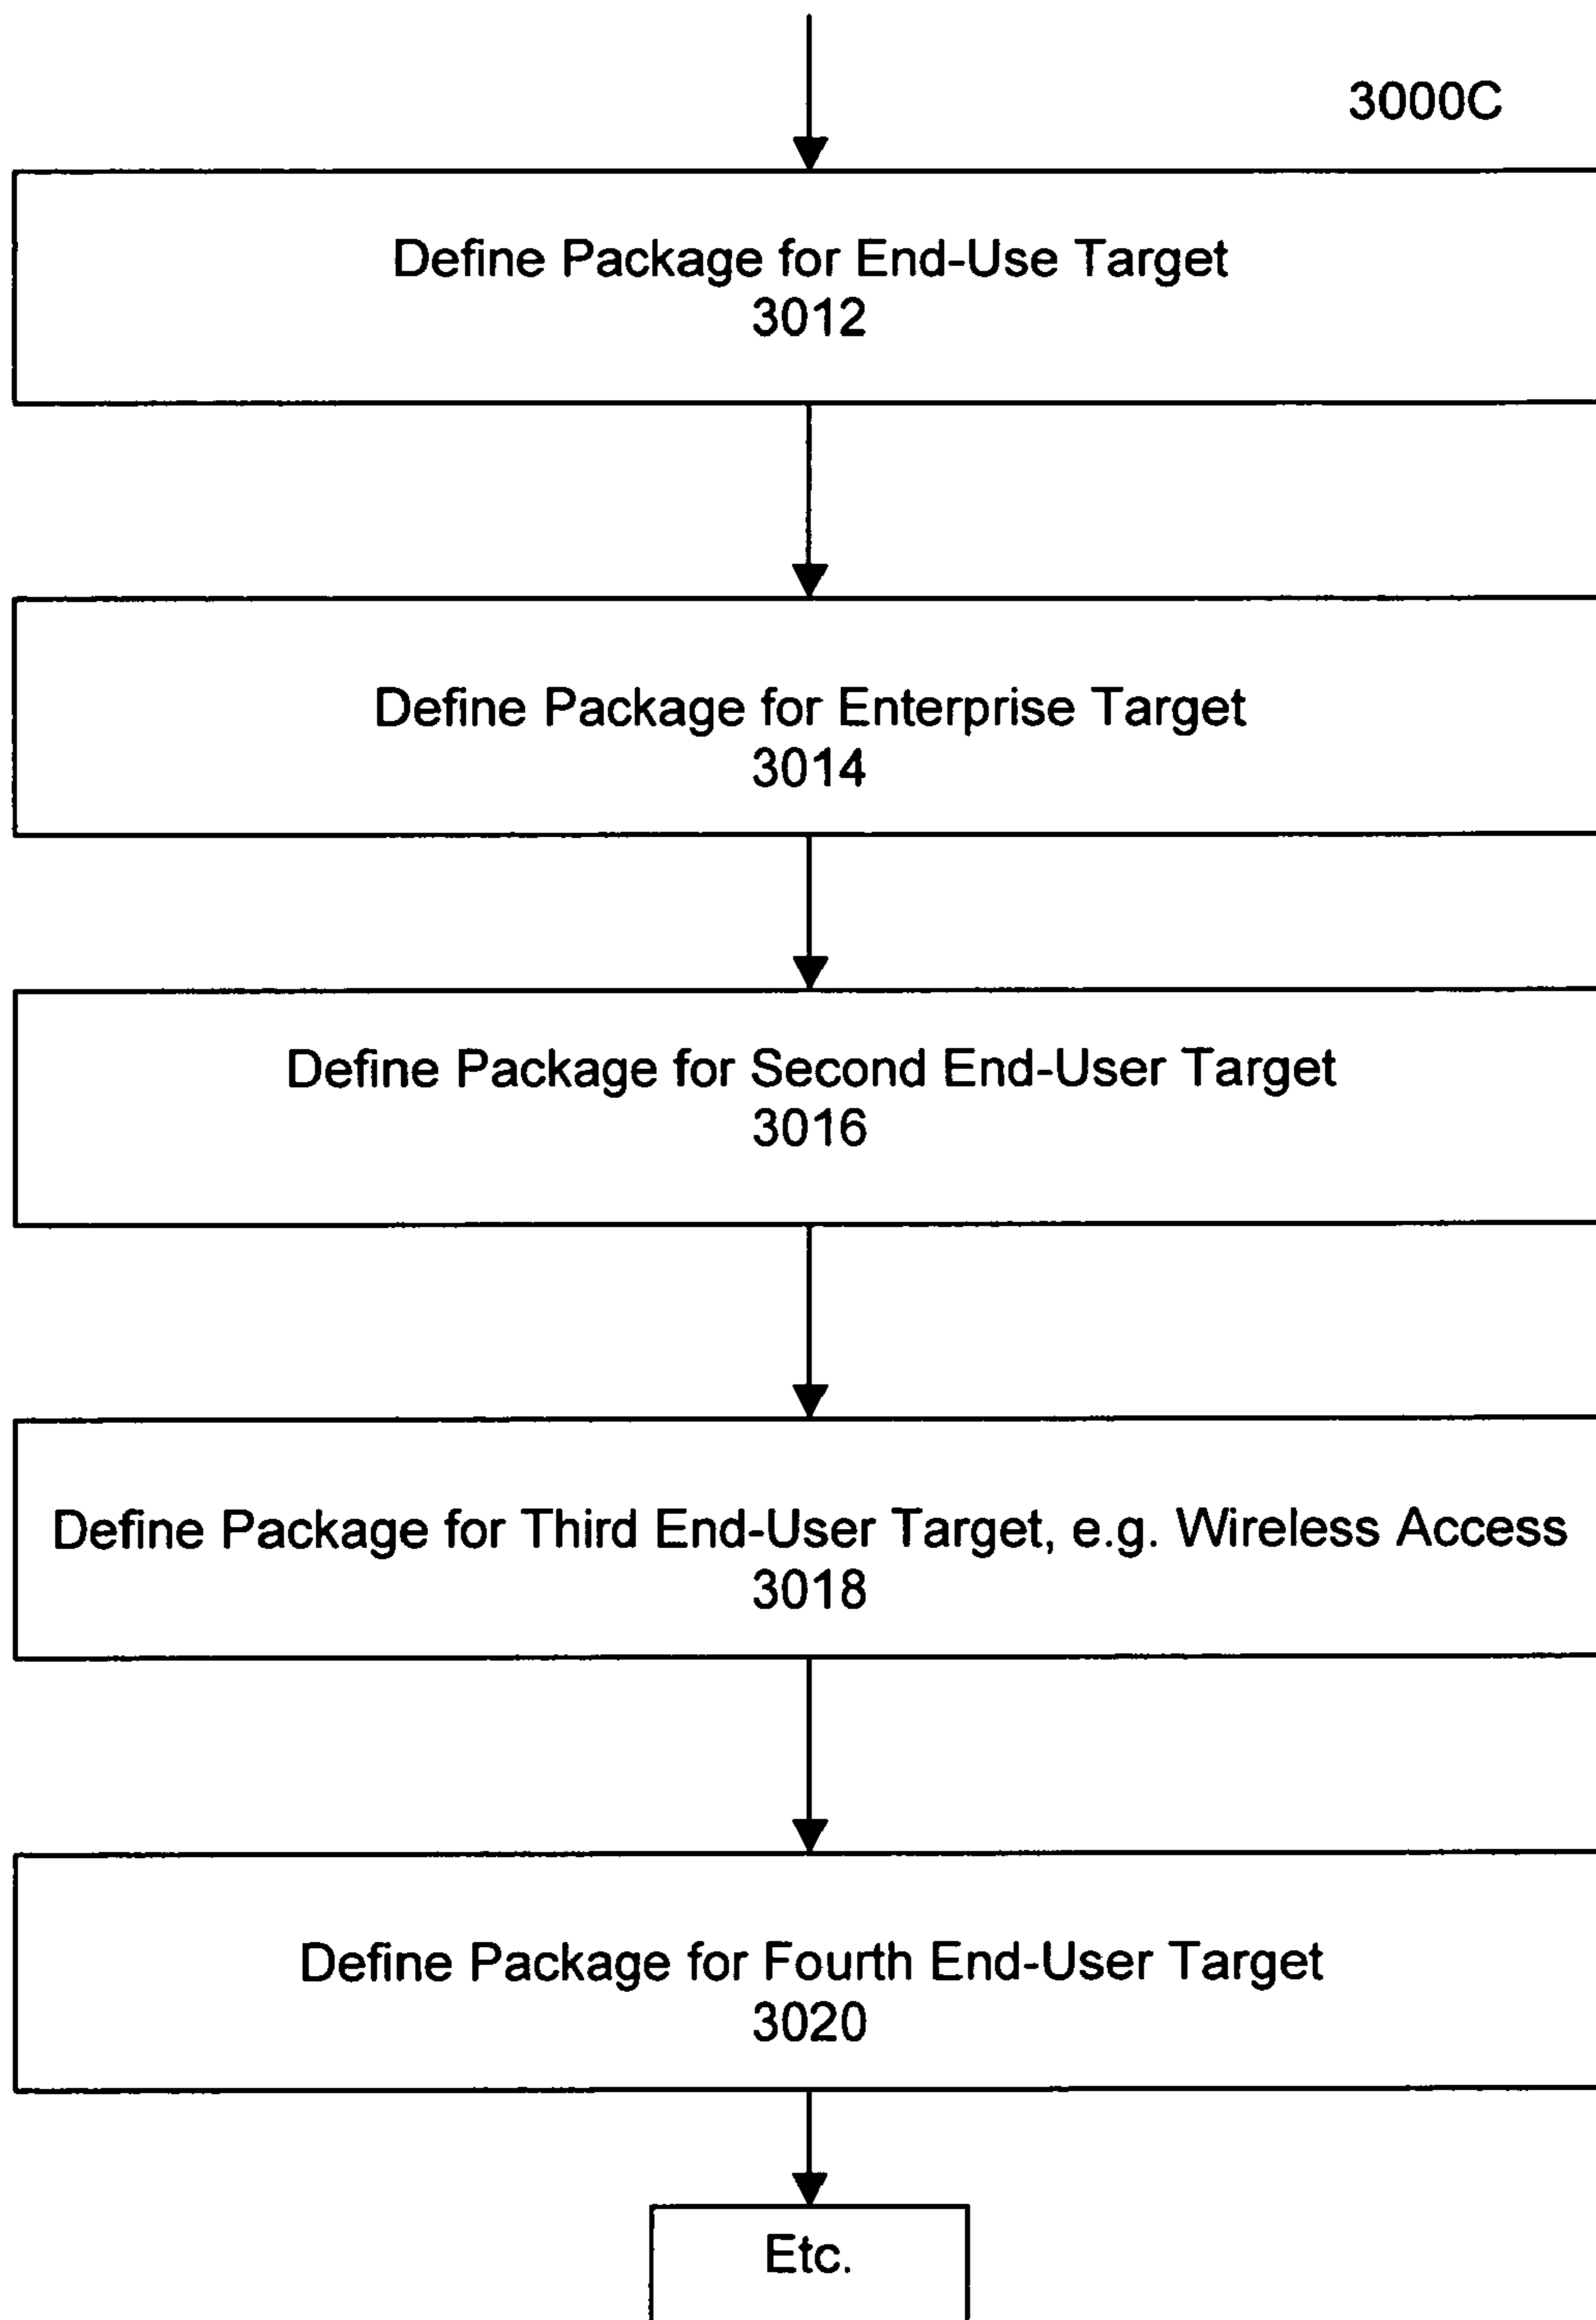 3000C
Define Package for End-Use Target
3012
Define Package for Enterprise Target
3014
Define Package for Second End-User Target
3016
Define Package for Third End-User Target, e.g. Wireless Access
3018
Define Package for Fourth End-User Target
3020
Etc.